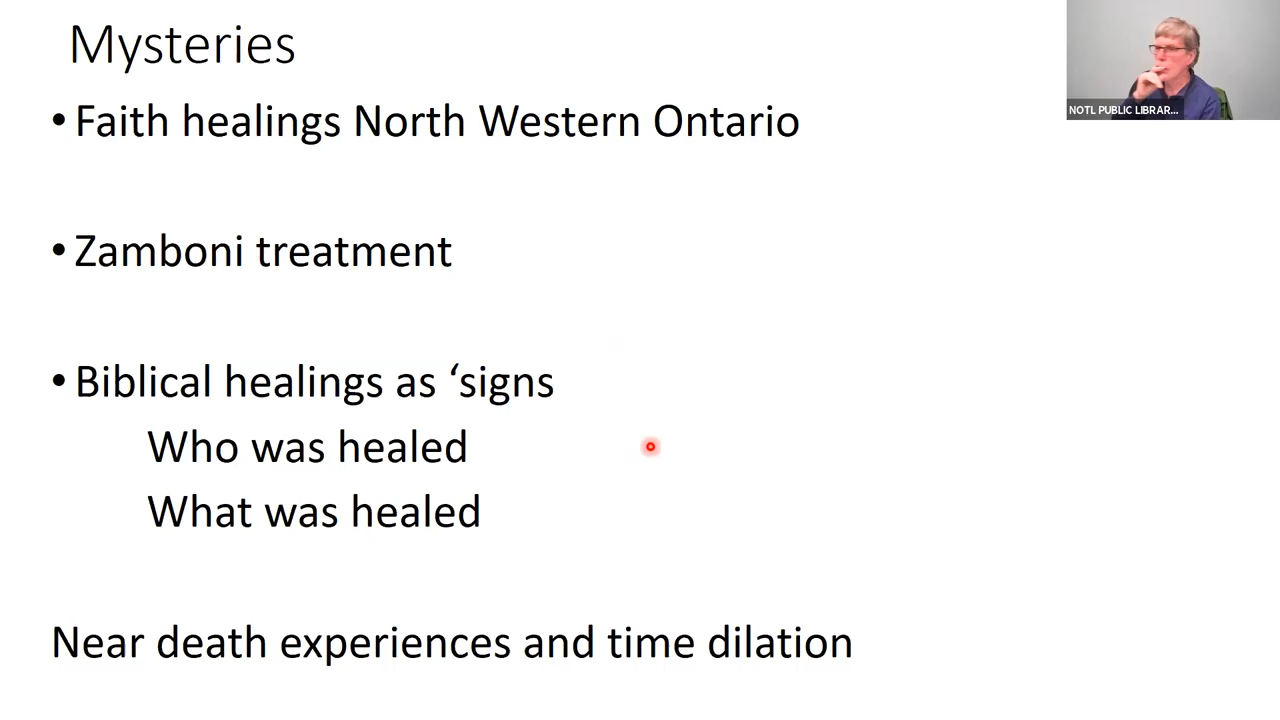 Mysteries
• Faith healings North Western Ontario
• Zamboni treatment
• Biblical healings as ‘signs
Who was healed
What was healed
Near death experiences and time dilation
NOTL PUBLIC LIBRAR...